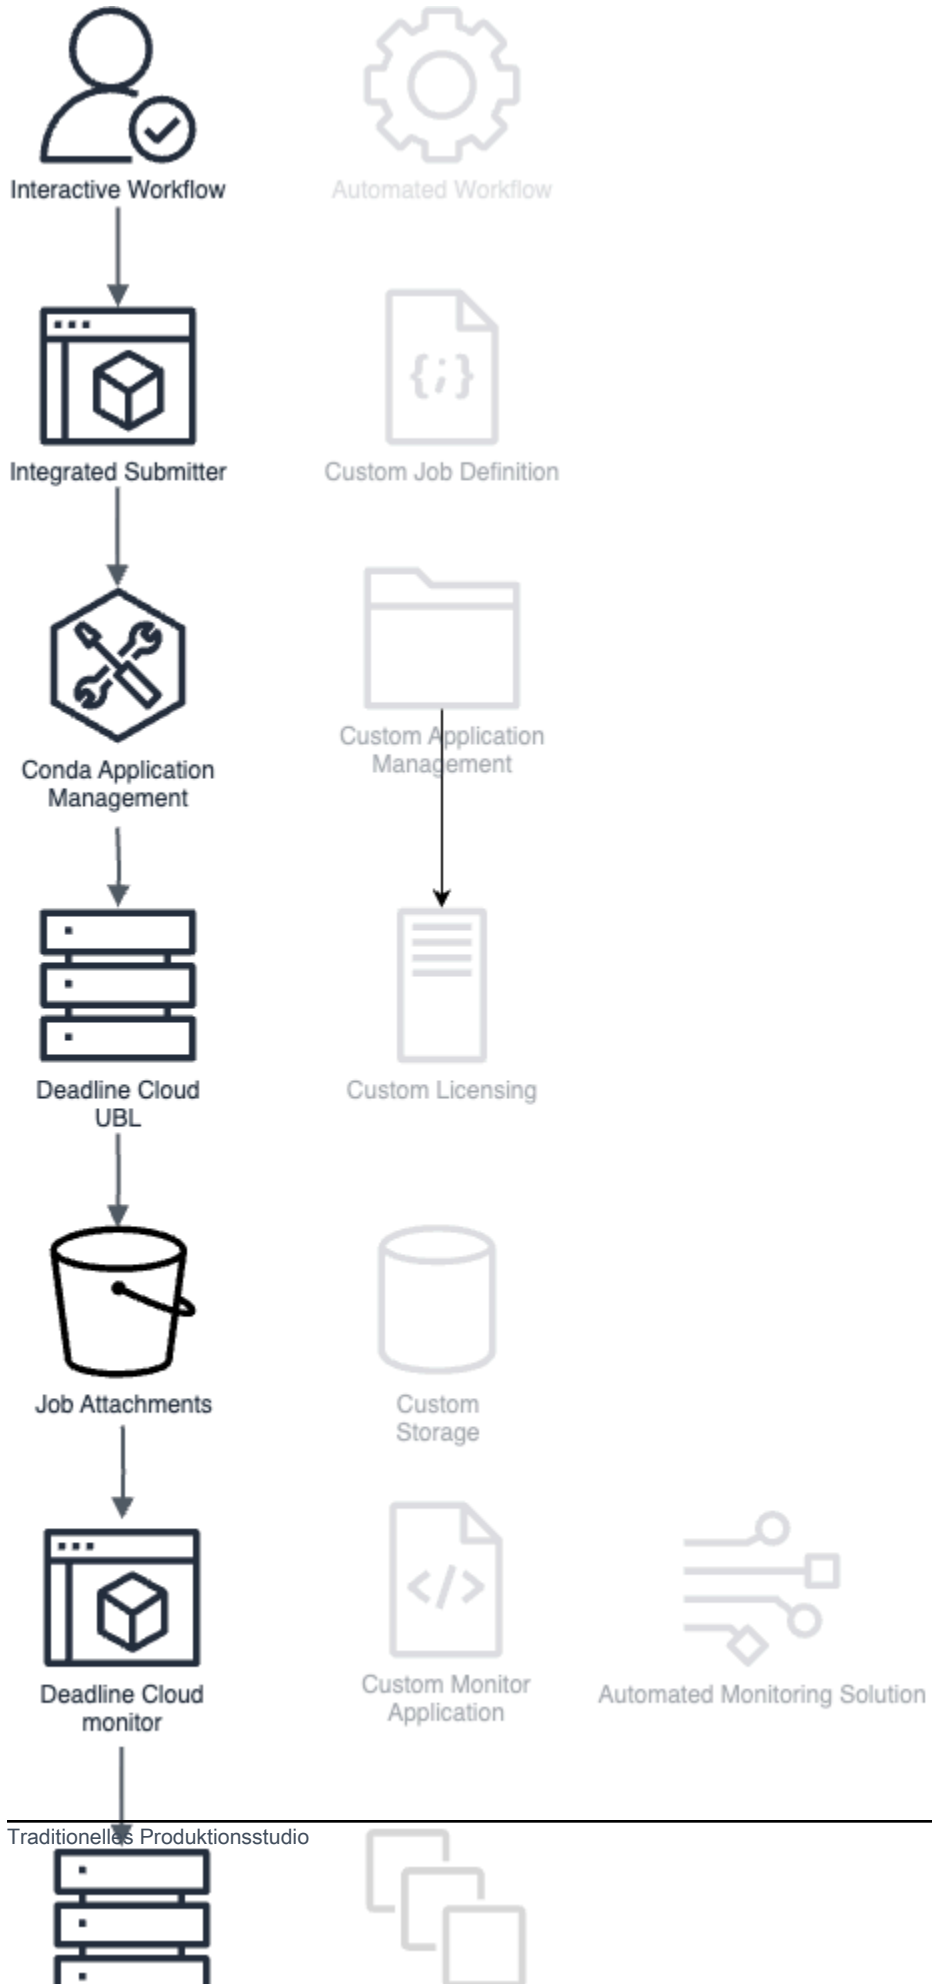 Interactive Workflow
Automated Workflow
Integrated Submitter
Custom Job Definition
{;}
Conda Application
Management
Custom Application
Management
Deadline Cloud
UBL
Custom Licensing
Job Attachments
Custom
Storage
</>
Deadline Cloud
monitor
Custom Monitor
Application
Automated Monitoring Solution
Traditionelles Produktionsstudio